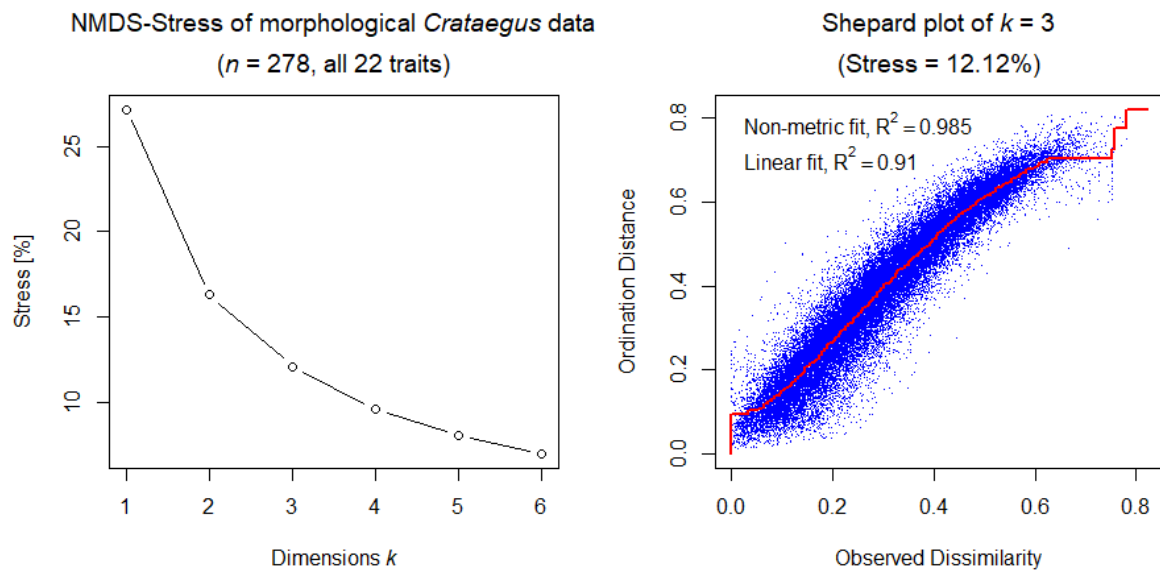 NMDS-Stress of morphological Crataegus data
(n = 278, all 22 traits)
Stress [%]
25
20
15
10
1 2 3 4 5 6
Dimensions k
Shepard plot of k = 3
(Stress = 12.12%)
Non-metric fit, R² = 0.985
Linear fit, R² = 0.91
Ordination Distance
0.8
0.6
0.4
0.2
0.0
0.0 0.2 0.4 0.6 0.8
Observed Dissimilarity